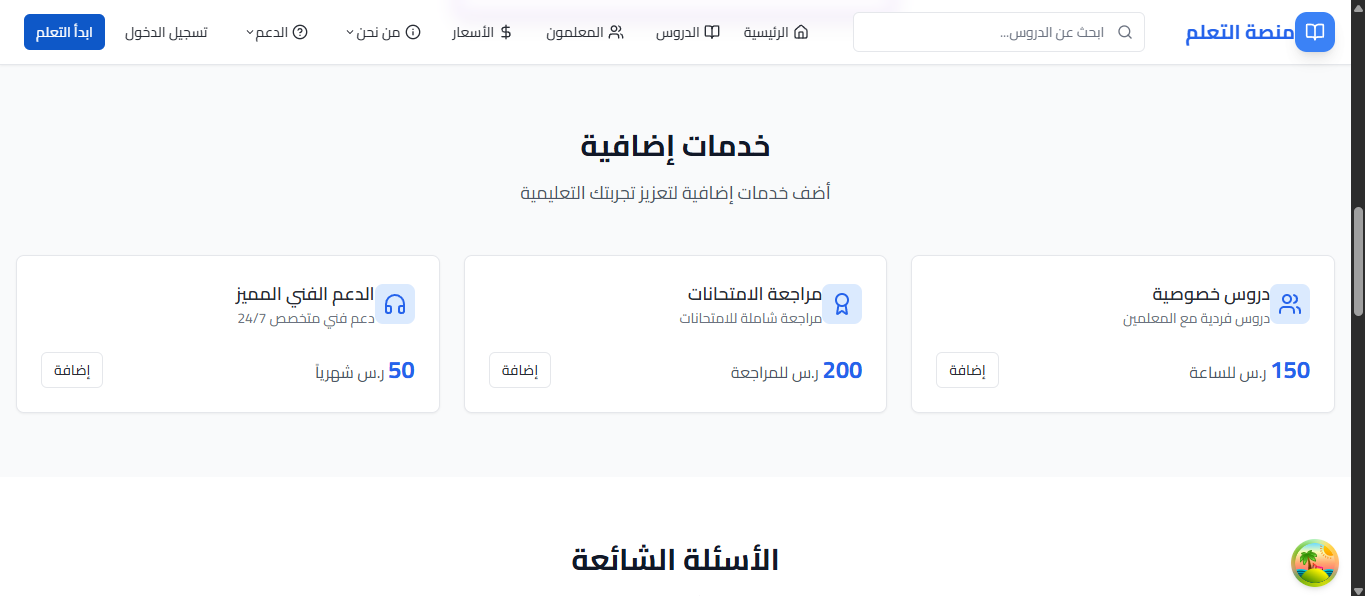 منصة التعلم
ابحث عن الدروس...
الرئيسية
الدروس
المعلمون
الأسعار
من نحن
الدعم
تسجيل الدخول
ابدأ التعلم
خدمات إضافية
أضف خدمات إضافية لتعزيز تجربتك التعليمية
دروس خصوصية
دروس فردية مع المعلمين
150 ر.س للساعة
إضافة
مراجعة الامتحانات
مراجعة شاملة للامتحانات
200 ر.س للمراجعة
إضافة
الدعم الفني المميز
دعم فني متخصص 24/7
50 ر.س شهرياً
إضافة
الأسئلة الشائعة